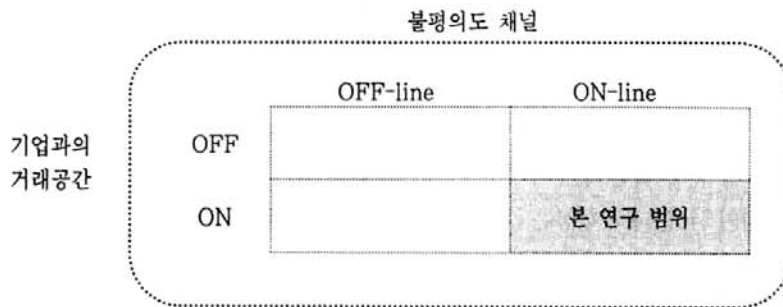 불평의도 채널
OFF-line ON-line
기업과의
거래공간
OFF
ON
본 연구 범위